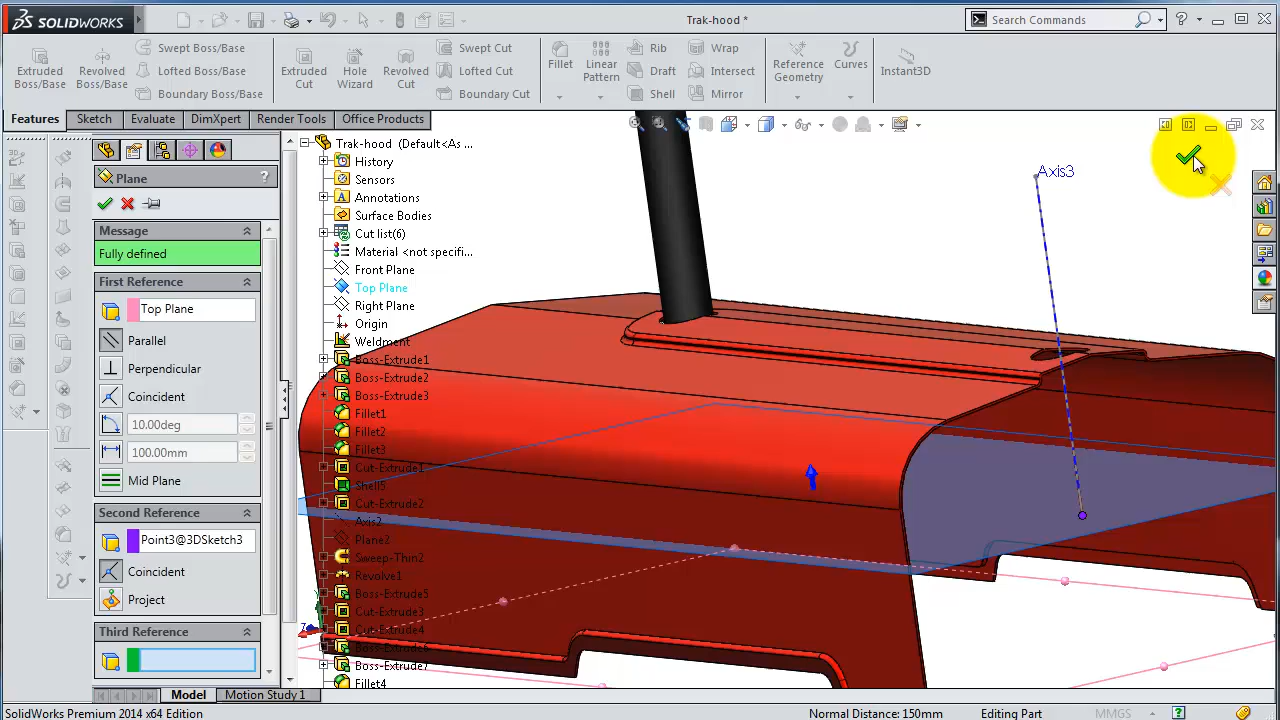 SOLIDWORKS
Trak-hood *
Search Commands
Extruded Boss/Base
Revolved Boss/Base
Swept Boss/Base
Lofted Boss/Base
Boundary Boss/Base
Extruded Cut
Hole Wizard
Revolved Cut
Swept Cut
Lofted Cut
Boundary Cut
Fillet
Linear Pattern
Rib
Draft
Shell
Wrap
Intersect
Mirror
Reference Geometry
Curves
Instant3D
Features
Sketch
Evaluate
DimXpert
Render Tools
Office Products
Plane
?
Message
Fully defined
First Reference
Top Plane
Parallel
Perpendicular
Coincident
10.00deg
100.00mm
Mid Plane
Second Reference
Point3@3DSketch3
Coincident
Project
Third Reference
Trak-hood (Default<As ...
History
Sensors
Annotations
Surface Bodies
Cut list(6)
Material <not specifi...
Front Plane
Top Plane
Right Plane
Origin
Weldment
Boss-Extrude1
Boss-Extrude2
Boss-Extrude3
Fillet1
Fillet2
Fillet3
Cut-Extrude1
Shell5
Cut-Extrude2
Axis2
Plane2
Sweep-Thin2
Revolve1
Boss-Extrude5
Cut-Extrude3
Cut-Extrude4
Boss-Extrude6
Boss-Extrude7
Fillet4
Axis3
Z
Model
Motion Study 1
SolidWorks Premium 2014 x64 Edition
Normal Distance: 150mm
Editing Part
MMGS